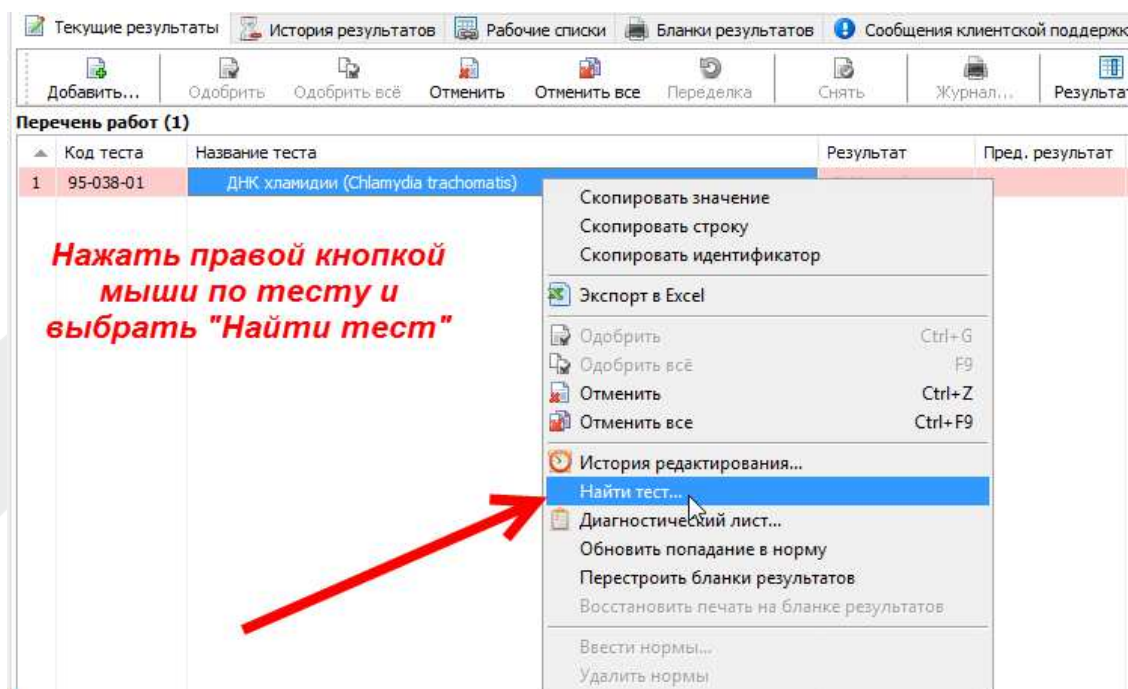 Текущие результаты История результатов Рабочие списки Бланки результатов Сообщения клиентской поддержк
Добавить... Одобрить Одобрить всё Отменить Отменить все Переделка Снять Журнал... Результа
Перечень работ (1)
Код теста Название теста Результат Пред. результат
1 95-038-01 ДНК хламидии (Chlamydia trachomatis)
Нажать правой кнопкой
мыши по тесту и
выбрать "Найти тест"
Скопировать значение
Скопировать строку
Скопировать идентификатор
Экспорт в Excel
Одобрить Ctrl+G
Одобрить всё F9
Отменить Ctrl+Z
Отменить все Ctrl+F9
История редактирования...
Найти тест...
Диагностический лист...
Обновить попадание в норму
Перестроить бланки результатов
Восстановить печать на бланке результатов
Ввести нормы...
Удалить нормы